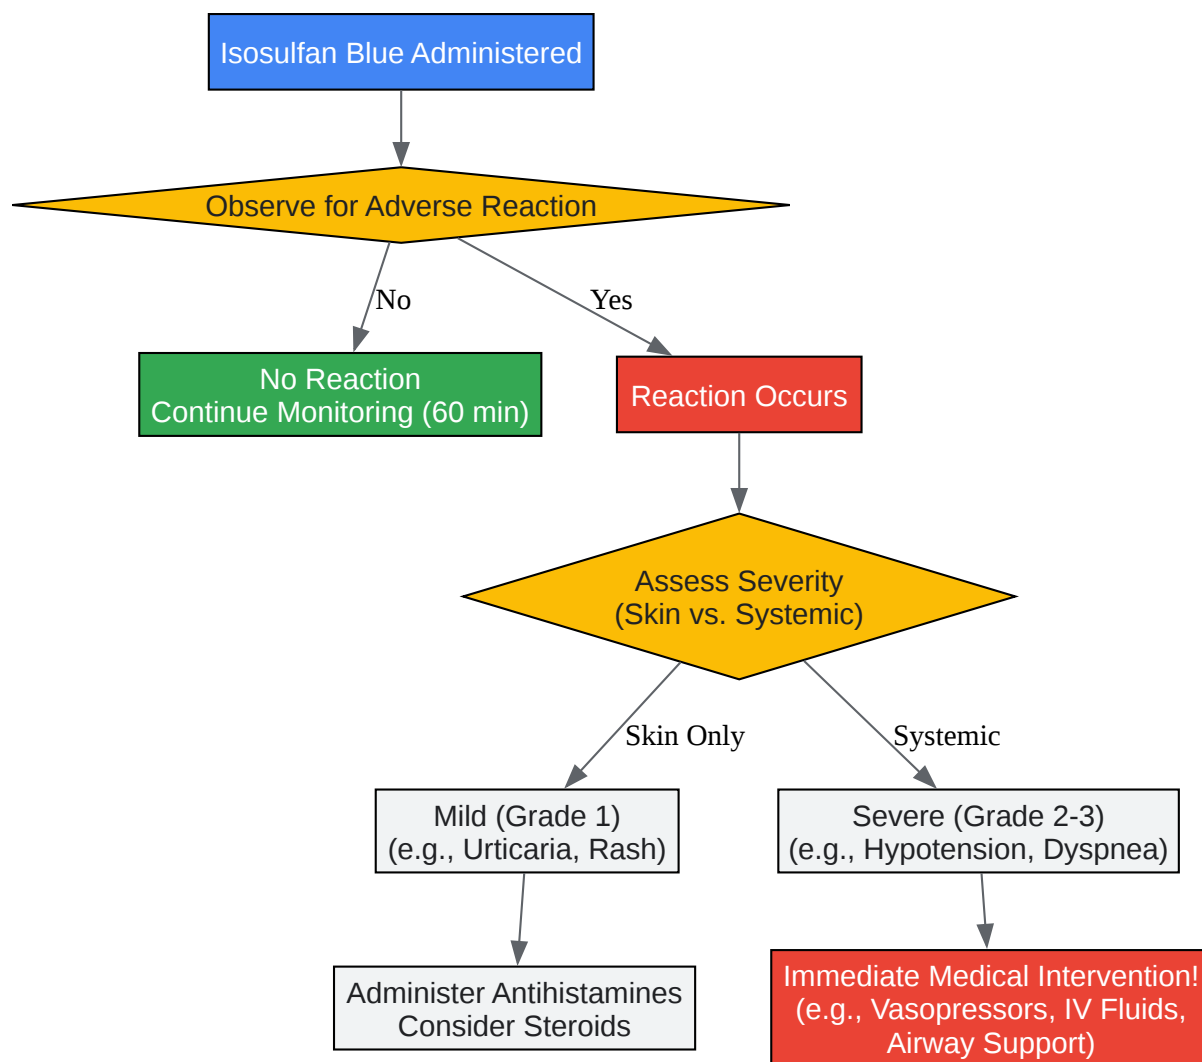 Isosulfan Blue Administered
Observe for Adverse Reaction
No
Yes
No Reaction
Continue Monitoring (60 min)
Reaction Occurs
Assess Severity
(Skin vs. Systemic)
Skin Only
Systemic
Mild (Grade 1)
(e.g., Urticaria, Rash)
Severe (Grade 2-3)
(e.g., Hypotension, Dyspnea)
Administer Antihistamines
Consider Steroids
Immediate Medical Intervention!
(e.g., Vasopressors, IV Fluids,
Airway Support)